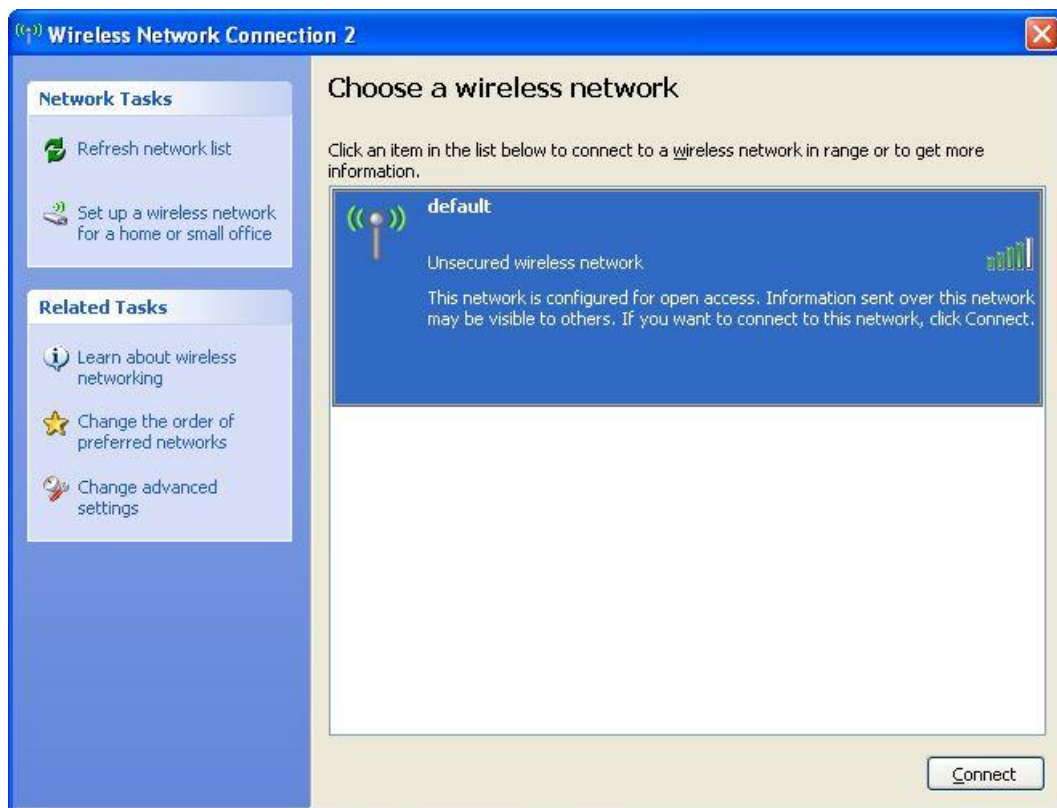 Wireless Network Connection 2
Network Tasks
Refresh network list
Set up a wireless network
for a home or small office
Related Tasks
Learn about wireless
networking
Change the order of
preferred networks
Change advanced
settings
Choose a wireless network
Click an item in the list below to connect to a wireless network in range or to get more
information.
default
Unsecured wireless network
This network is configured for open access. Information sent over this network
may be visible to others. If you want to connect to this network, click Connect.
Connect